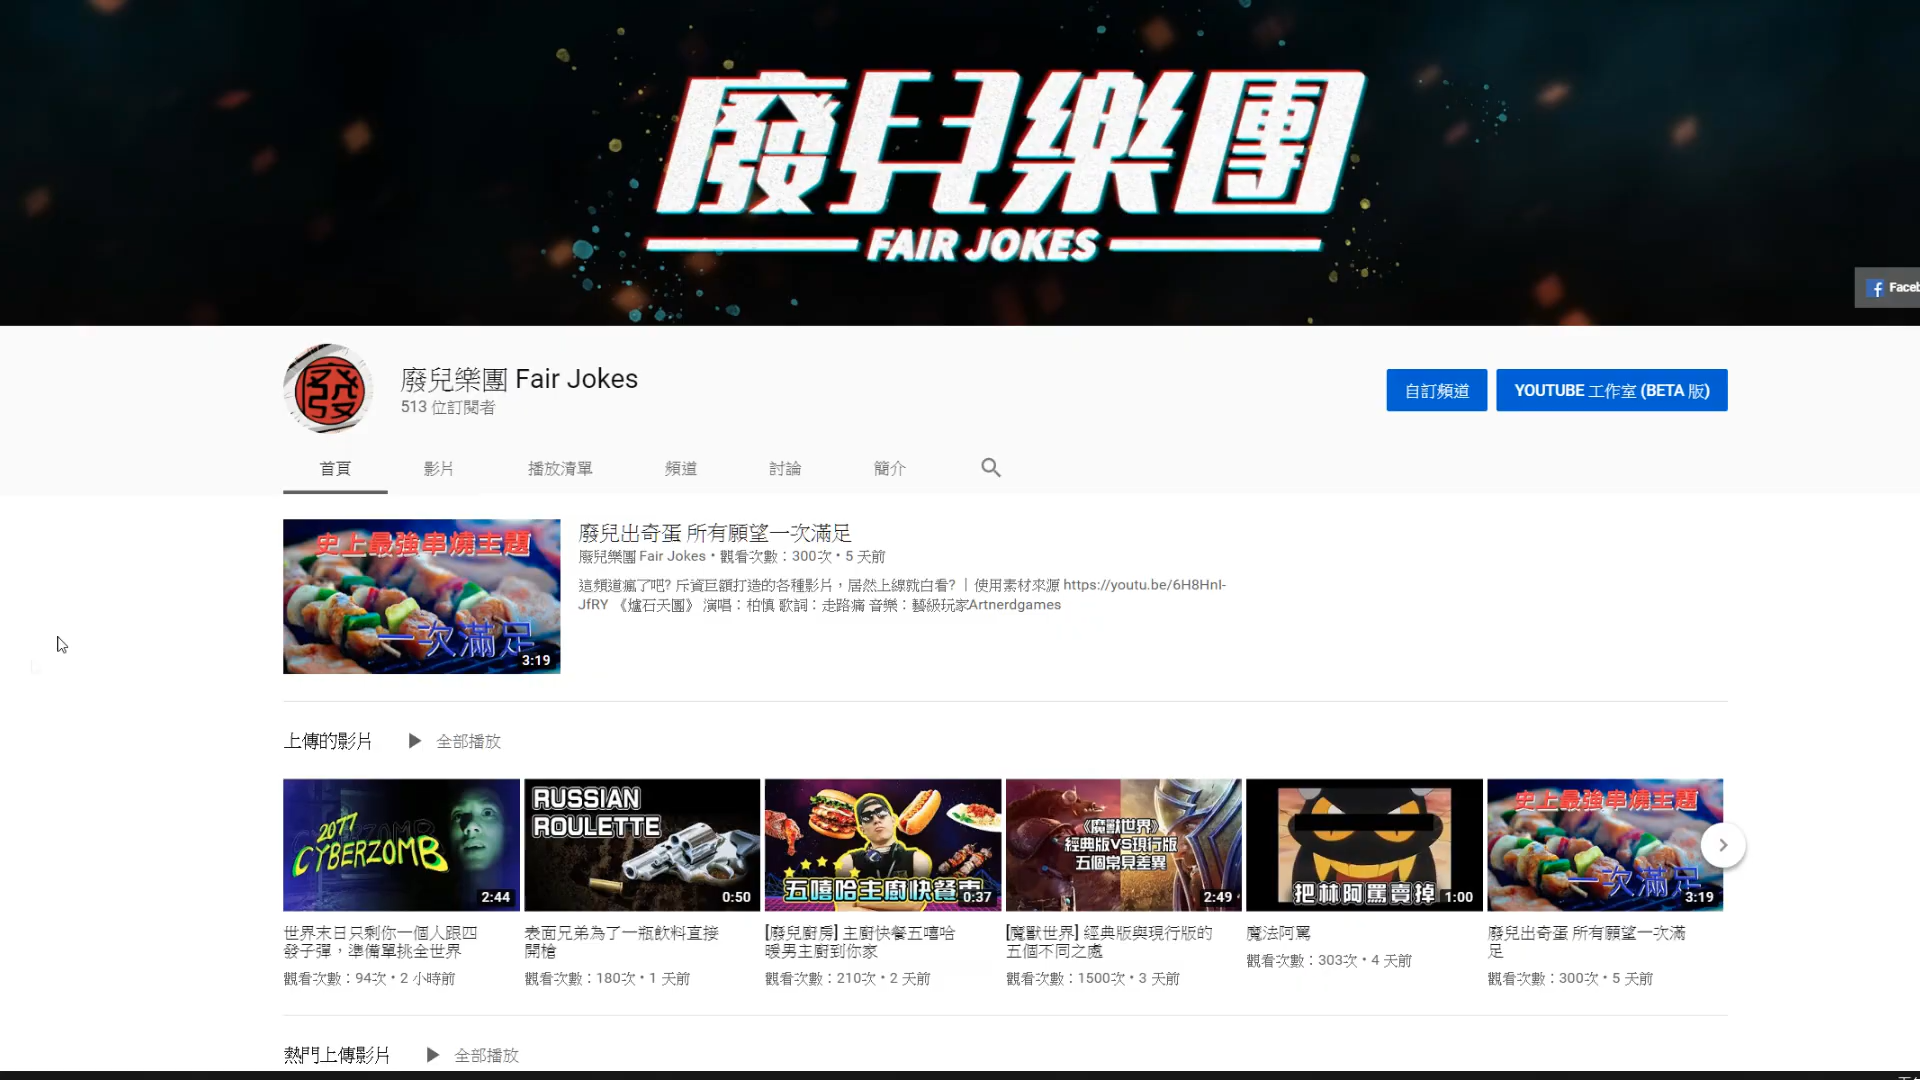 廢兒樂團
FAIR JOKES
Faceb
廢兒樂團 Fair Jokes
513 位訂閱者
自訂頻道
YOUTUBE 工作室 (BETA 版)
首頁
影片
播放清單
頻道
討論
簡介
史上最強串燒主題
一次滿足
3:19
廢兒出奇蛋 所有願望一次滿足
廢兒樂團 Fair Jokes • 觀看次數：300次 • 5 天前
這頻道瘋了吧? 斥資巨額打造的各種影片，居然上線就白看? ｜ 使用素材來源 https://youtu.be/6H8HnI-
JfRY 《爐石天團》 演唱：柏慎 歌詞：走路痛 音樂：藝級玩家Artnerdgames
上傳的影片
全部播放
2077
CYBERZOMB
2:44
RUSSIAN
ROULETTE
0:50
五嘻哈主廚快餐車
0:37
《魔獸世界》
經典版VS現行版
五個常見差異
2:49
把林阿罵賣掉
1:00
史上最強串燒主題
一次滿足
3:19
世界末日只剩你一個人跟四
發子彈，準備單挑全世界
觀看次數：94次 • 2 小時前
表面兄弟為了一瓶飲料直接
開槍
觀看次數：180次 • 1 天前
[廢兒廚房] 主廚快餐五嘻哈
暖男主廚到你家
觀看次數：210次 • 2 天前
[魔獸世界] 經典版與現行版的
五個不同之處
觀看次數：1500次 • 3 天前
魔法阿罵
觀看次數：303次 • 4 天前
廢兒出奇蛋 所有願望一次滿
足
觀看次數：300次 • 5 天前
熱門上傳影片
全部播放